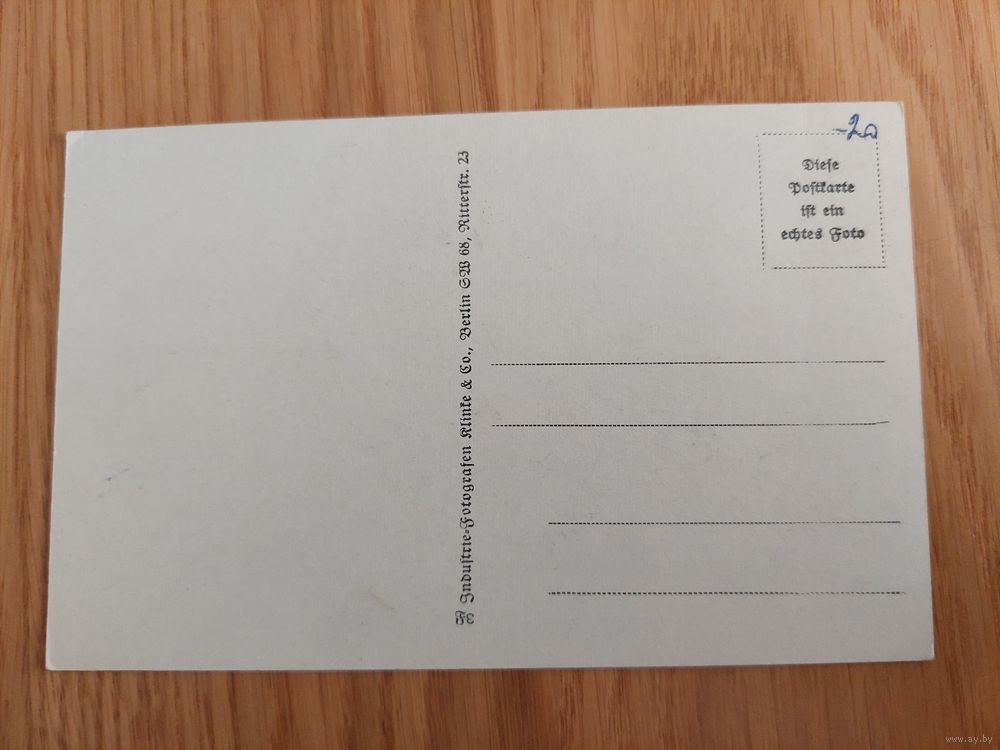 -20
Diese
Postkarte
ist ein
echtes Foto
Industrie-Fotografen Klinke & Co., Berlin SW 68, Ritterstr. 23
www.ay.by